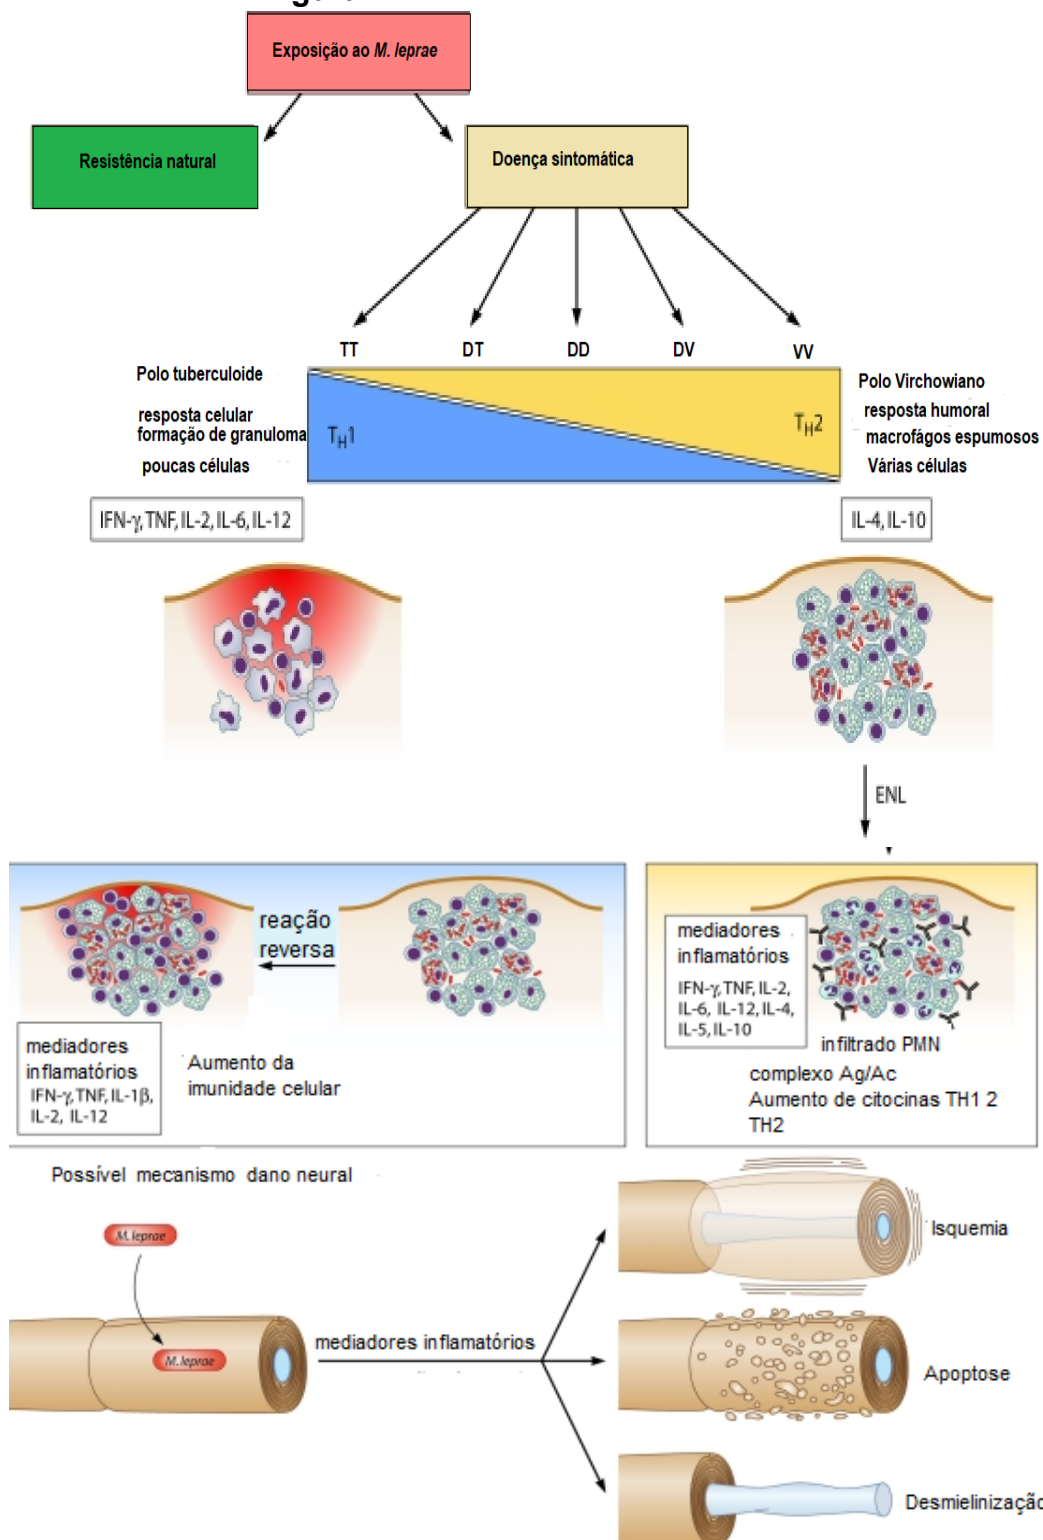 Exposição ao M. leprae
Resistência natural
Doença sintomática
TT
DT
DD
DV
VV
Polo tuberculoide
resposta celular
formação de granuloma
poucas células
TH1
TH2
Polo Virchowiano
resposta humoral
macrofágos espumosos
Várias células
IFN-γ, TNF, IL-2, IL-6, IL-12
IL-4, IL-10
ENL
reação
reversa
mediadores
inflamatórios
IFN-γ, TNF, IL-1β,
IL-2, IL-12
Aumento da
imunidade celular
mediadores
inflamatórios
IFN-γ, TNF, IL-2,
IL-6, IL-12, IL-4,
IL-5, IL-10
infiltrado PMN
complexo Ag/Ac
Aumento de citocinas TH1 2
TH2
Possível mecanismo dano neural
M. leprae
M. leprae
mediadores inflamatórios
Isquemia
Apoptose
Desmielinização